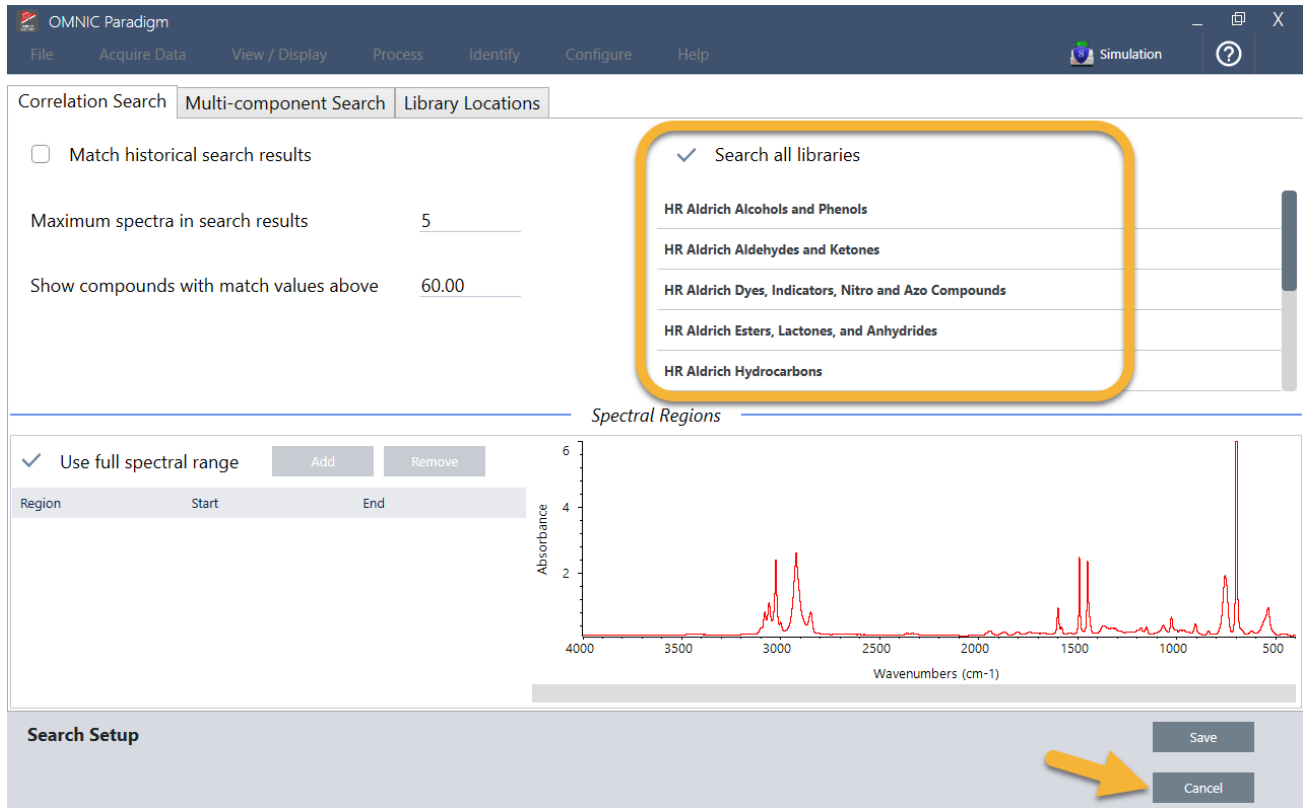 OMNIC Paradigm
File Acquire Data View / Display Process Identify Configure Help Simulation
Correlation Search Multi-component Search Library Locations
Match historical search results
Search all libraries
Maximum spectra in search results 5
HR Aldrich Alcohols and Phenols
HR Aldrich Aldehydes and Ketones
Show compounds with match values above 60.00
HR Aldrich Dyes, Indicators, Nitro and Azo Compounds
HR Aldrich Esters, Lactones, and Anhydrides
HR Aldrich Hydrocarbons
Spectral Regions
Use full spectral range Add Remove
Region Start End
6
4
2
Absorbance
4000 3500 3000 2500 2000 1500 1000 500
Wavenumbers (cm-1)
Search Setup
Save
Cancel